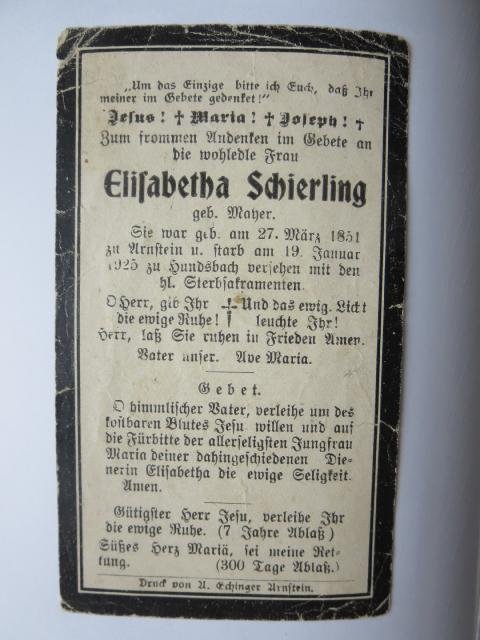 „Um das Einzige bitte ich Euch, daß Ihr
meiner im Gebete gedenket!"
Jesus! † Maria! † Joseph! †
Zum frommen Andenken im Gebete an
die wohledle Frau
Elisabetha Schierling
geb. Mayer.
Sie war geb. am 27. März 1851
zu Arnstein u. starb am 19. Januar
1925 zu Hundsbach versehen mit den
hl. Sterbsakramenten.
O Herr, gib Ihr † Und das ewig. Licht
die ewige Ruhe! leuchte Ihr!
Herr, laß Sie ruhen in Frieden Amen.
Vater unser. Ave Maria.
Gebet.
O himmlischer Vater, verleihe um des
kostbaren Blutes Jesu willen und auf
die Fürbitte der allerseligsten Jungfrau
Maria deiner dahingeschiedenen Die-
nerin Elisabetha die ewige Seligkeit.
Amen.
Gütigster Herr Jesu, verleihe Ihr
die ewige Ruhe. (7 Jahre Ablaß)
Süßes Herz Mariä, sei meine Ret-
tung. (300 Tage Ablaß.)
Druck von A. Echinger Arnstein.